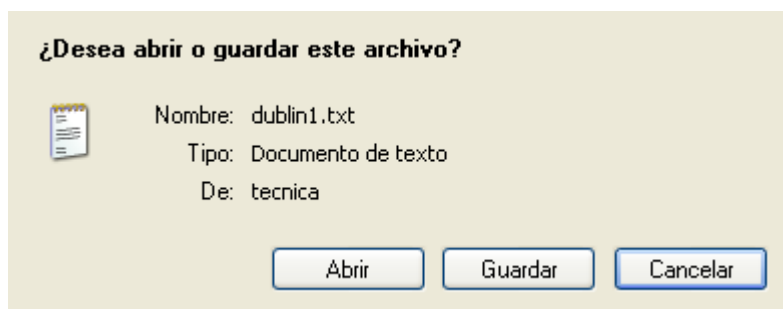 ¿Desea abrir o guardar este archivo?
Nombre: dublin1.txt
Tipo: Documento de texto
De: tecnica
Abrir Guardar Cancelar